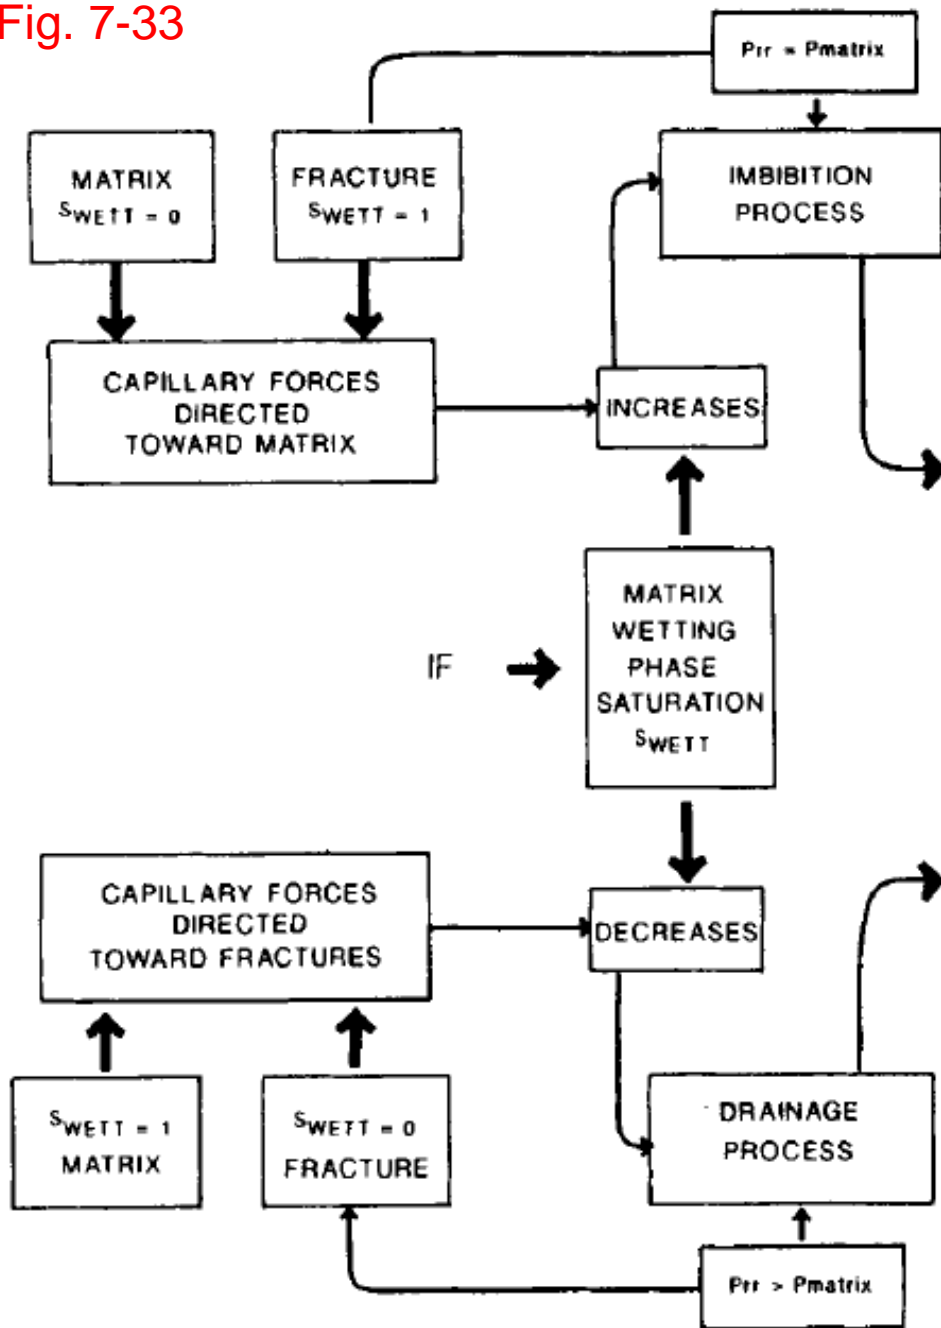 Fig. 7-33
Prr = Pmatrix
MATRIX
SWETT = 0
FRACTURE
SWETT = 1
IMBIBITION
PROCESS
CAPILLARY FORCES
DIRECTED
TOWARD MATRIX
INCREASES
MATRIX
WETTING
PHASE
SATURATION
SWETT
IF
CAPILLARY FORCES
DIRECTED
TOWARD FRACTURES
DECREASES
SWETT = 1
MATRIX
SWETT = 0
FRACTURE
DRAINAGE
PROCESS
Prr > Pmatrix